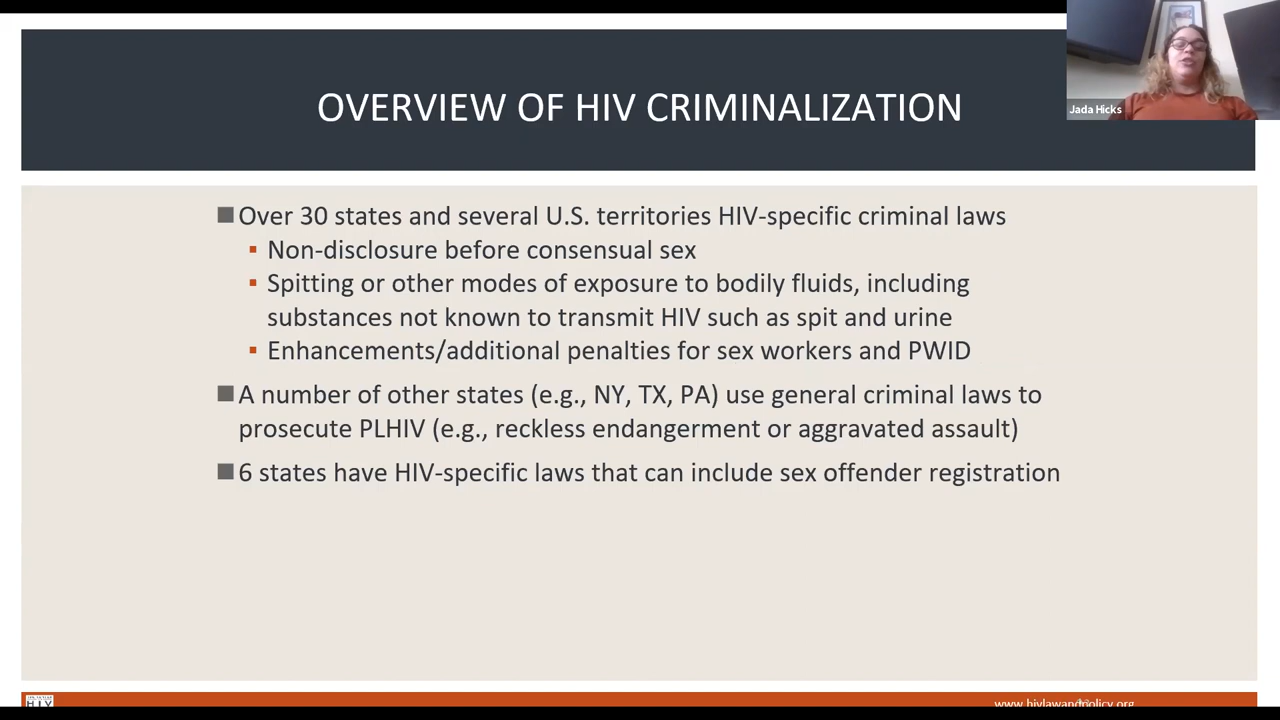 OVERVIEW OF HIV CRIMINALIZATION
Jada Hicks
■Over 30 states and several U.S. territories HIV-specific criminal laws
▪ Non-disclosure before consensual sex
▪ Spitting or other modes of exposure to bodily fluids, including
substances not known to transmit HIV such as spit and urine
▪ Enhancements/additional penalties for sex workers and PWID
■A number of other states (e.g., NY, TX, PA) use general criminal laws to
prosecute PLHIV (e.g., reckless endangerment or aggravated assault)
■6 states have HIV-specific laws that can include sex offender registration
HIV
www.hivlawandpolicy.org